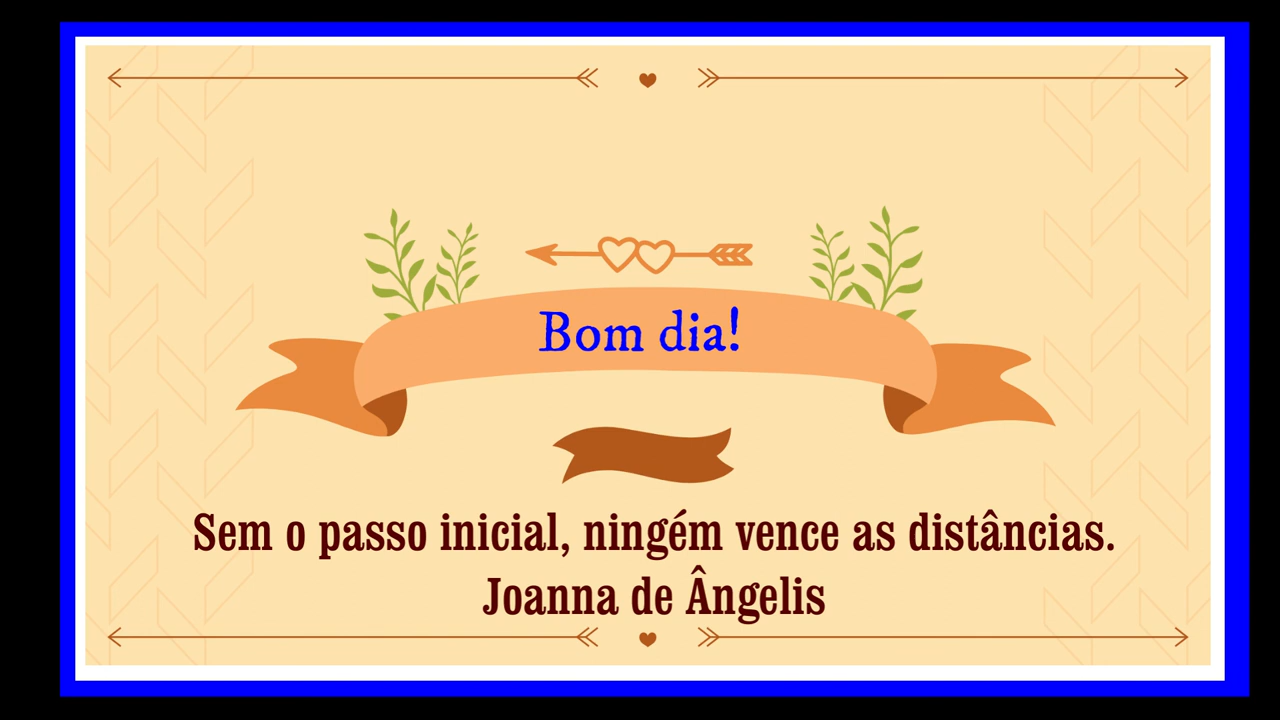 Bom dia!
Sem o passo inicial, ningém vence as distâncias.
Joanna de Ângelis